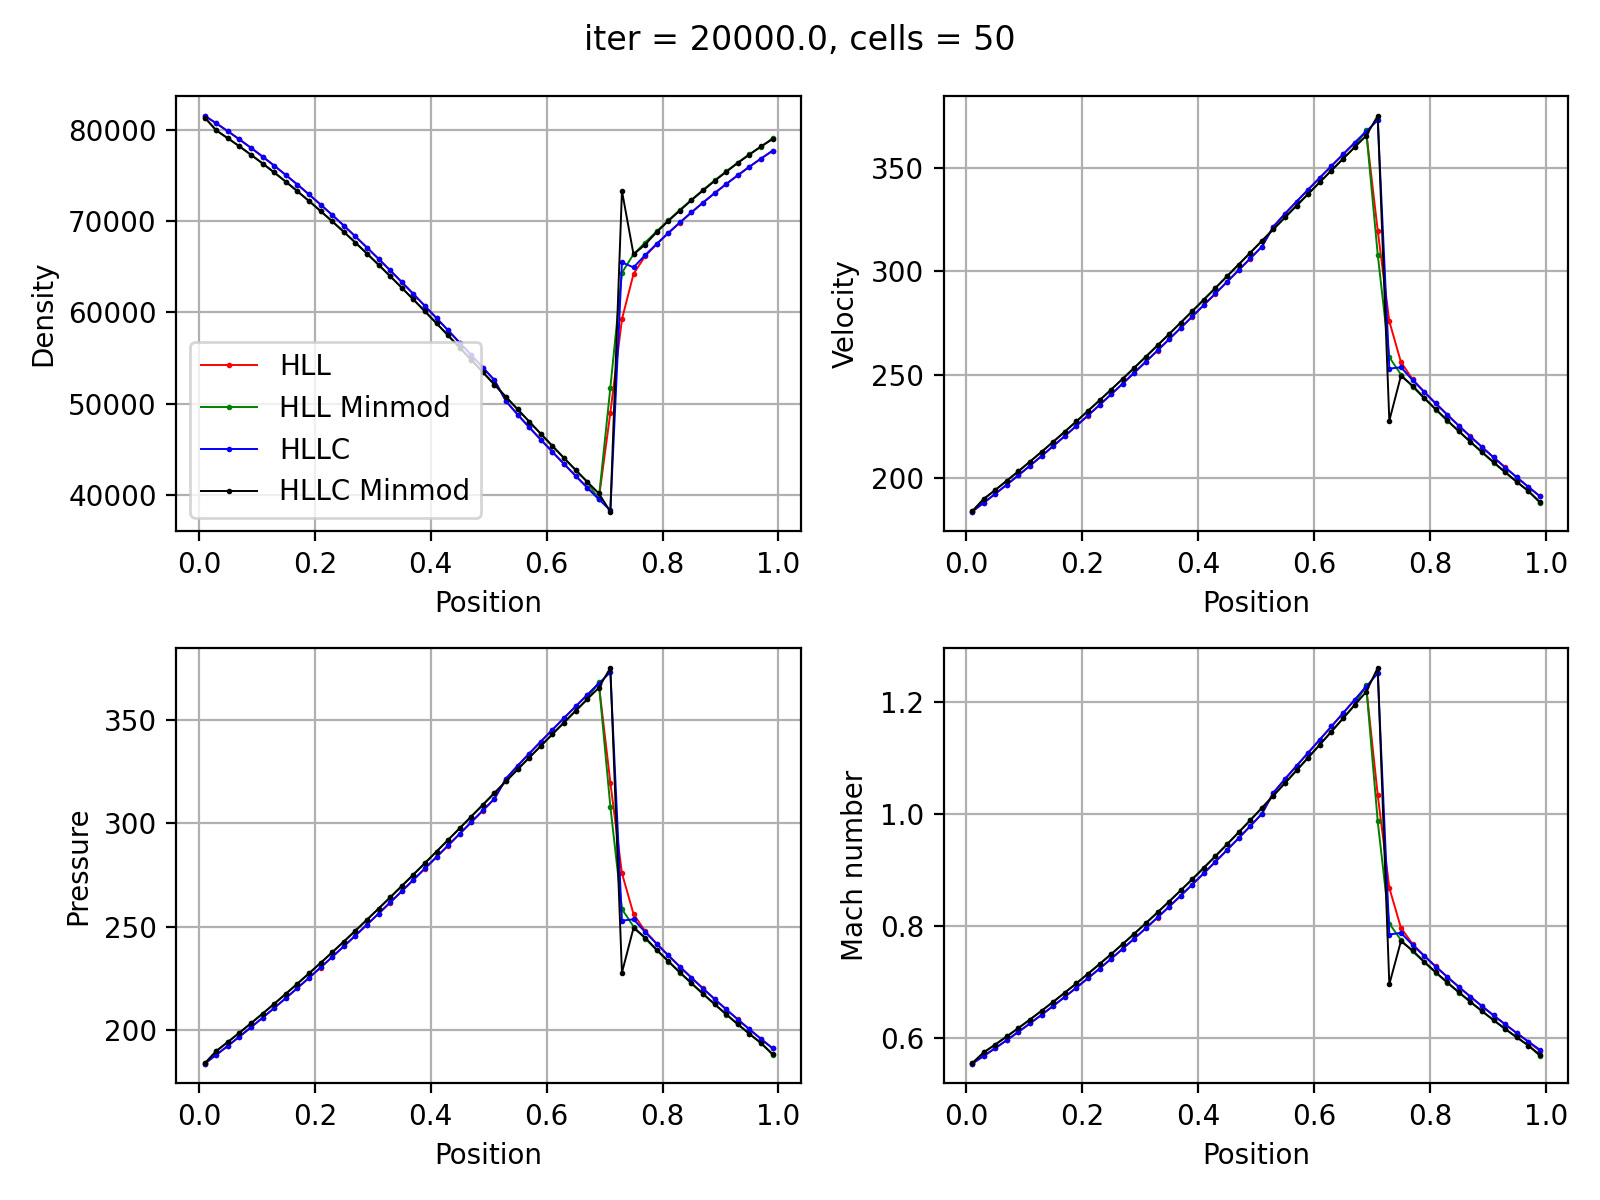 iter = 20000.0, cells = 50
80000
70000
60000
50000
40000
Density
HLL
HLL Minmod
HLLC
HLLC Minmod
0.0 0.2 0.4 0.6 0.8 1.0
Position
350
300
250
200
Velocity
0.0 0.2 0.4 0.6 0.8 1.0
Position
350
300
250
200
Pressure
0.0 0.2 0.4 0.6 0.8 1.0
Position
1.2
1.0
0.8
0.6
Mach number
0.0 0.2 0.4 0.6 0.8 1.0
Position